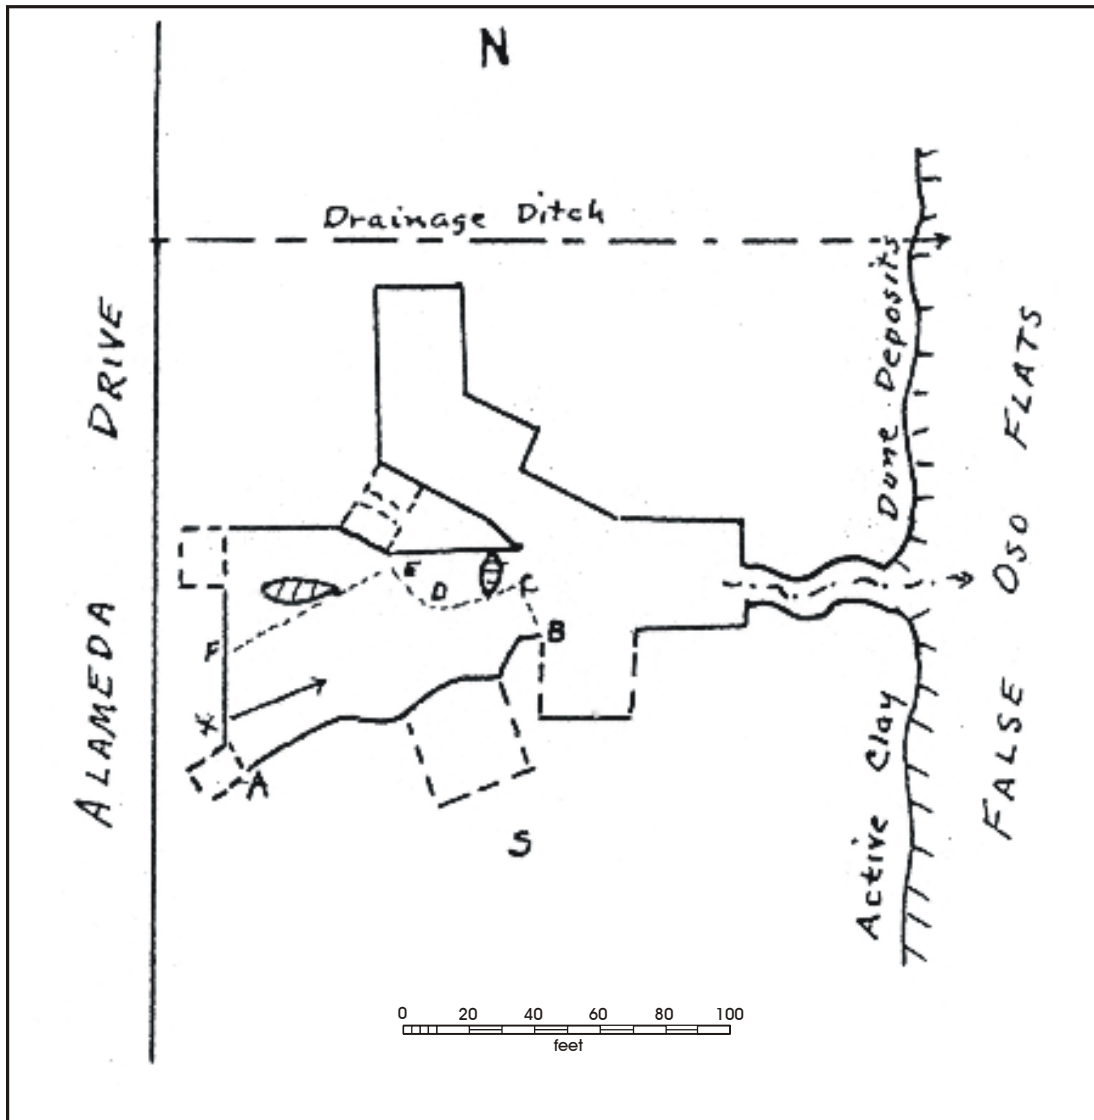 N
Drainage Ditch
ALAMEDA DRIVE
Dune Deposits
FALSE OSO FLATS
E
D
C
B
F
X
A
S
Active Clay
0 20 40 60 80 100
feet